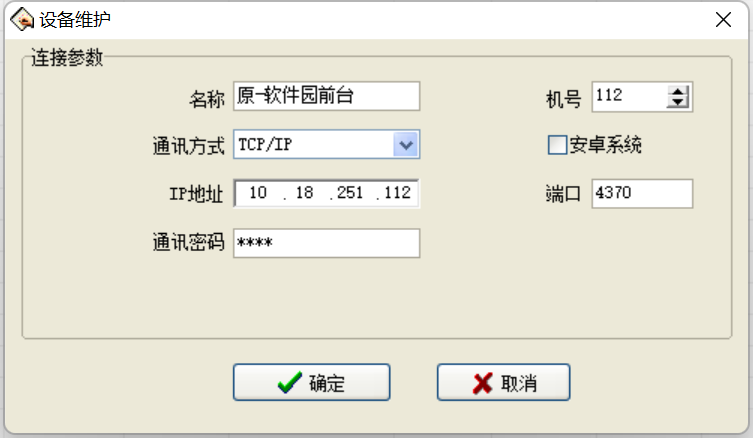 设备维护
连接参数
名称 原-软件园前台 机号 112
通讯方式 TCP/IP 安卓系统
IP地址 10 . 18 .251 .112 端口 4370
通讯密码 ****
确定 取消